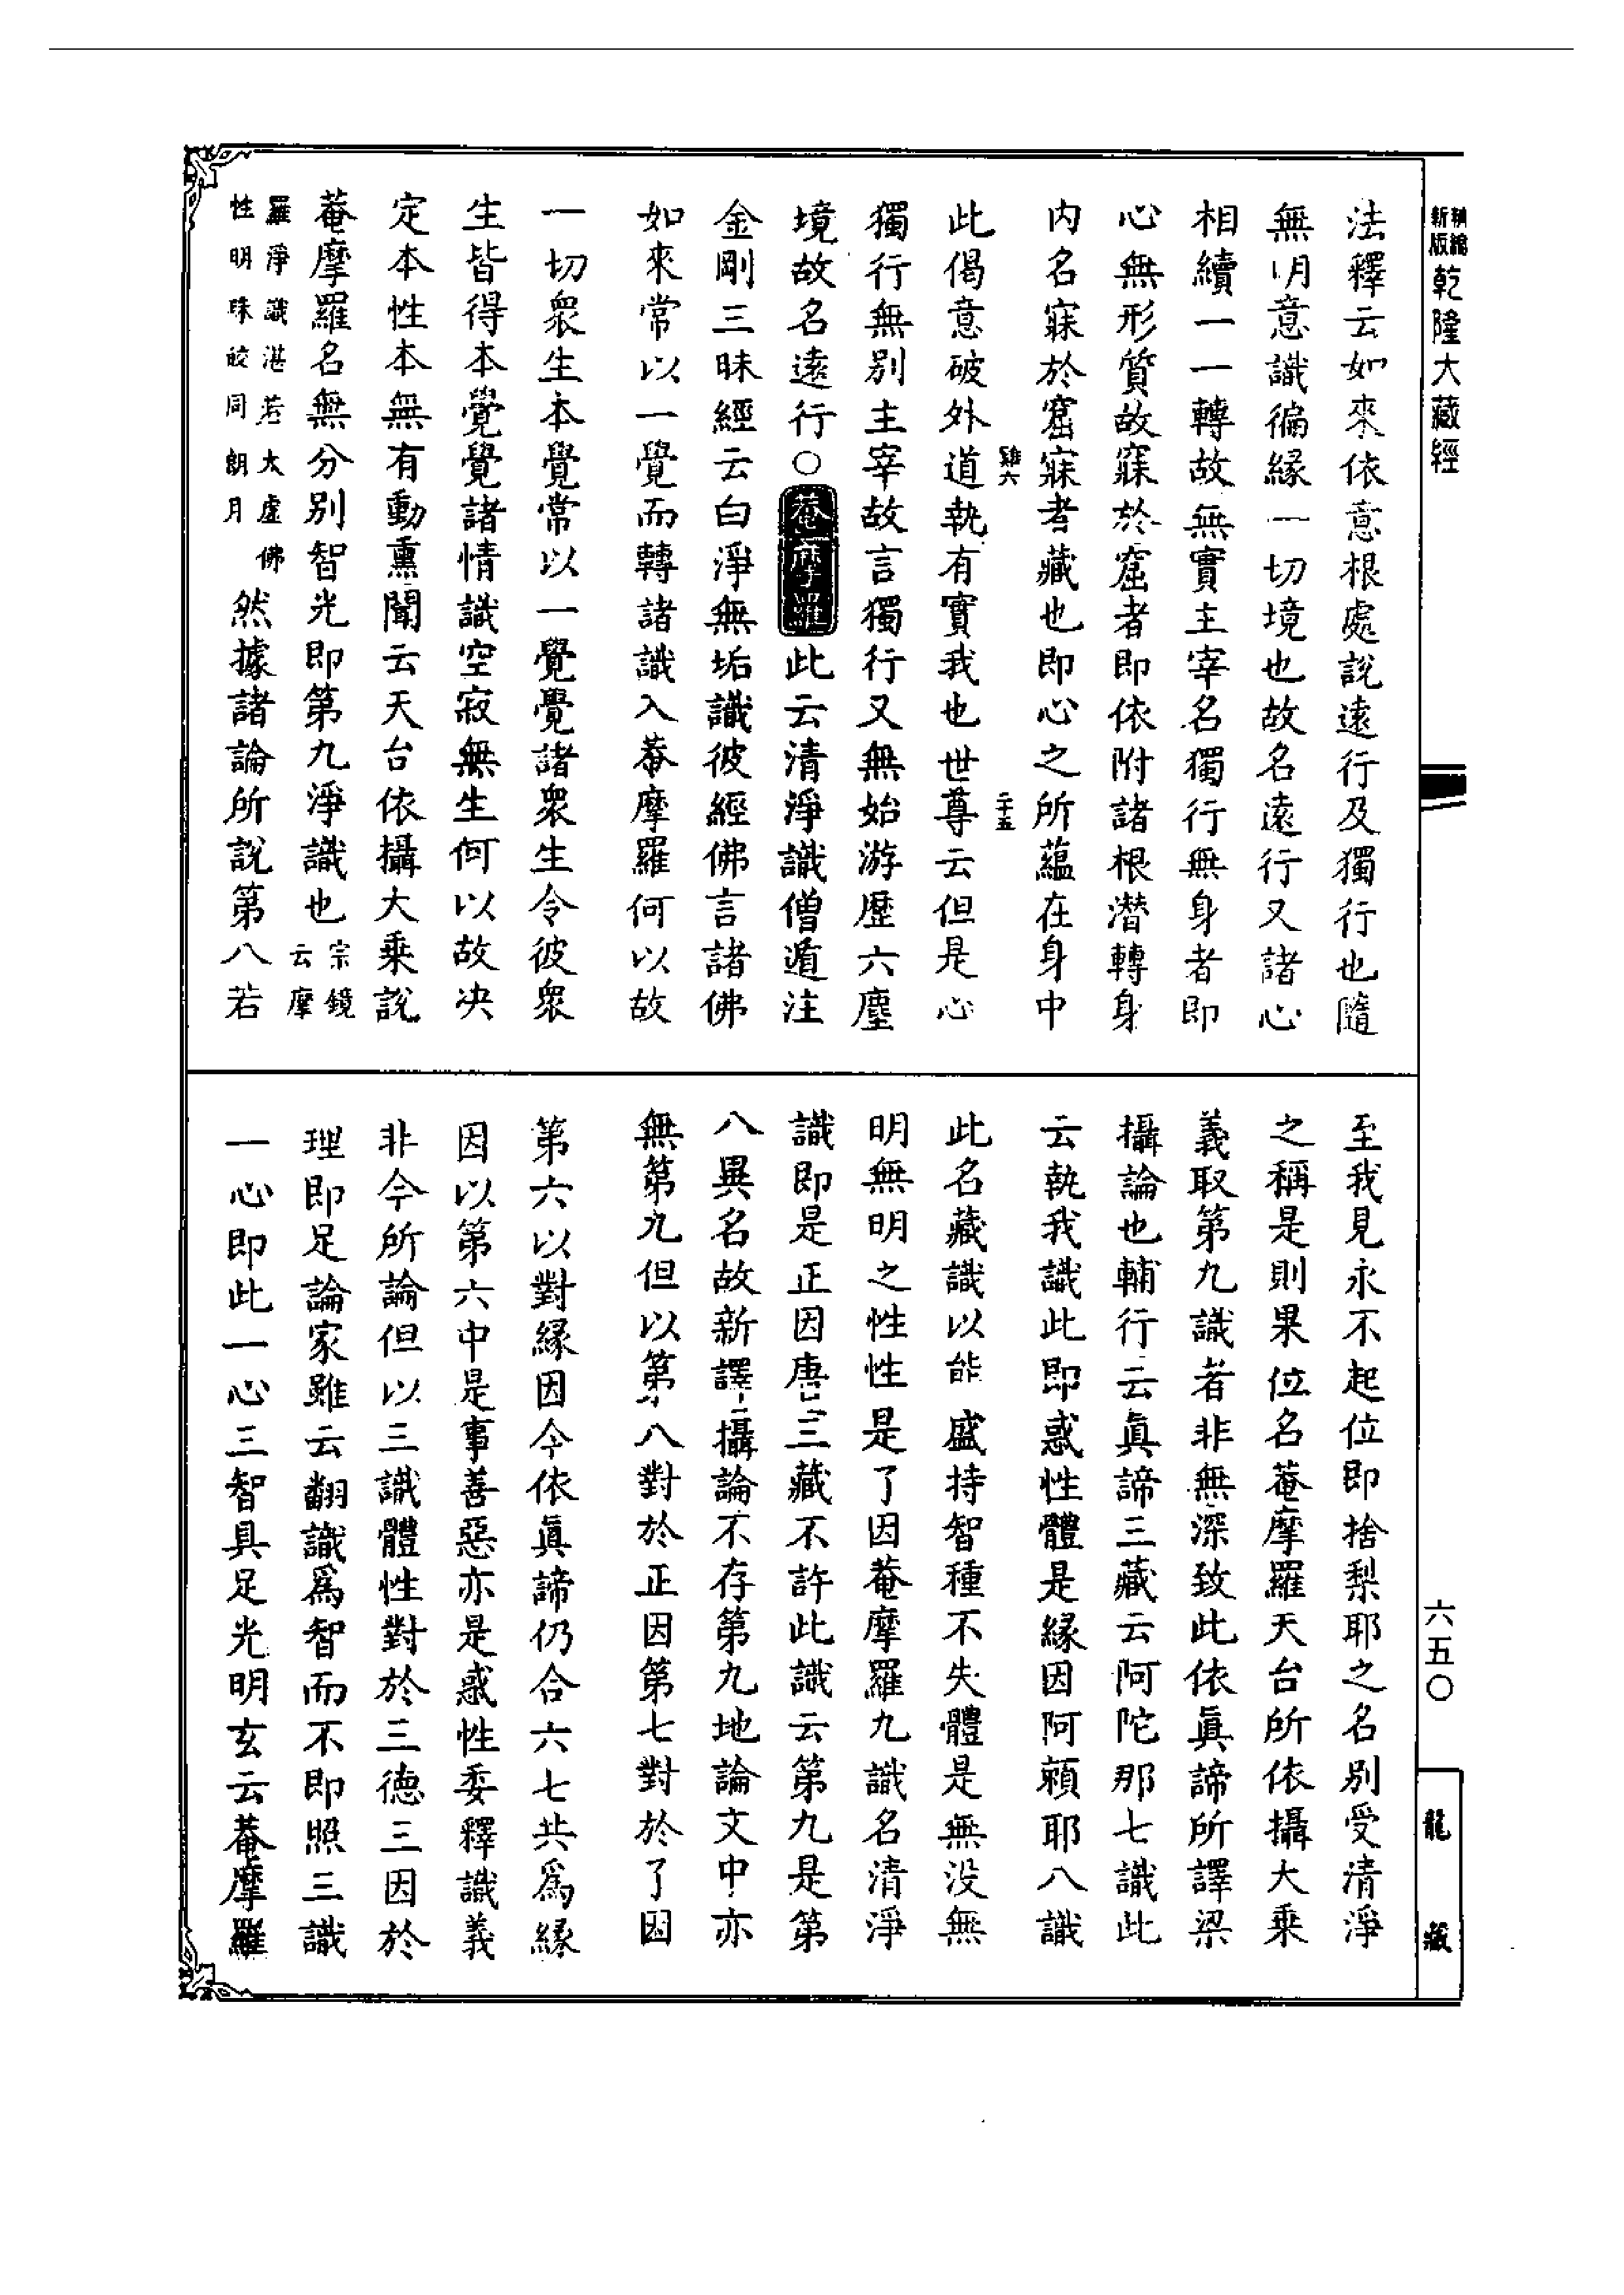 精編
新版
乾隆大藏經
法釋云如來依意根處說遠行及獨行也隨
無明意識徧緣一切境也故名遠行又諸心
相續一一轉故無實主宰名獨行無身者即
心無形質故寐於窟者即依附諸根潛轉身
内名寐於窟寐者藏也即心之所蘊在身中
二十五
此偈意破外道執有實我也世尊云但是心
獨行無別主宰故言獨行又無始游歷六塵
境故名遠行○菴摩羅此云清淨識僧遁注
金剛三昧經云白淨無垢識彼經佛言諸佛
如來常以一覺而轉諸識入菴摩羅何以故
一切衆生本覺常以一覺覺諸衆生令彼衆
生皆得本覺覺諸情識空寂無生何以故決
定本性本無有動熏聞云天台依攝大乘說
菴摩羅名無分別智光即第九淨識也宗鏡云摩
羅淨識湛若太虛佛性明珠皎同朗月然據諸論所說第八若
至我見永不起位即捨梨耶之名別受清淨
之稱是則果位名菴摩羅天台所依攝大乘
義取第九識者非無深致此依眞諦所譯梁
攝論也輔行云眞諦三藏云阿陀那七識此
云執我識此即惑性體是緣因阿賴耶八識
此名藏識以能盛持智種不失體是無没無
明無明之性性是了因菴摩羅九識名清淨
識即是正因唐三藏不許此識云第九是第
八異名故新譯攝論不存第九地論文中亦
無第九但以第八對於正因第七對於了因
第六以對緣因今依眞諦仍合六七共爲緣
因以第六中是事善惡亦是惑性委釋識義
非今所論但以三識體性對於三德三因於
理即足論家雖云翻識爲智而不即照三識
一心即此一心三智具足光明玄云菴摩羅
六五〇
龍藏